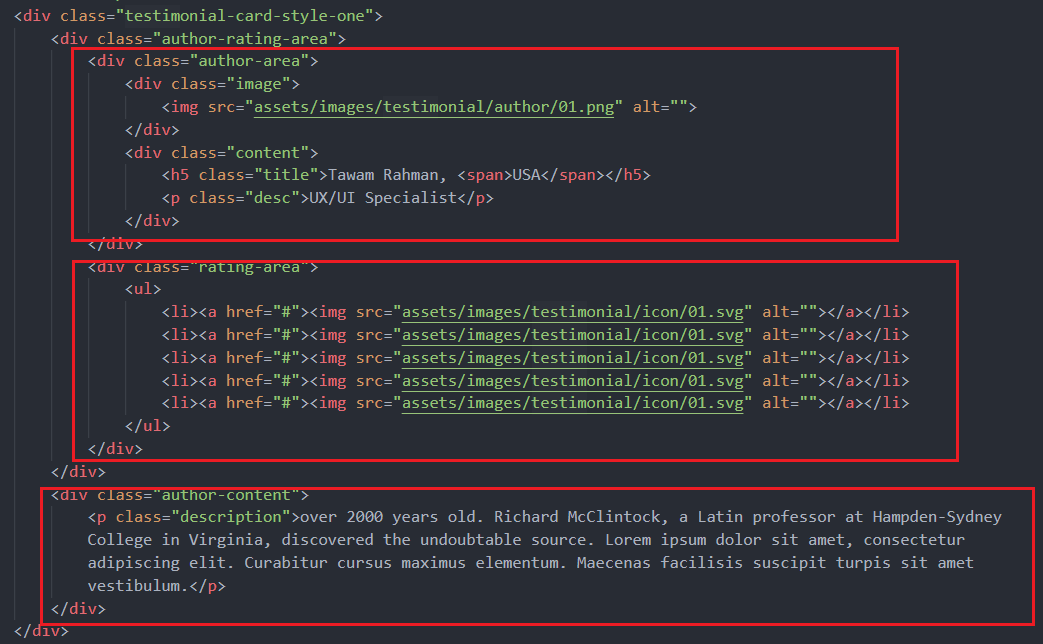 <div class="testimonial-card-style-one">
<div class="author-rating-area">
<div class="author-area">
<div class="image">
<img src="assets/images/testimonial/author/01.png" alt="">
</div>
<div class="content">
<h5 class="title">Tawam Rahman, <span>USA</span></h5>
<p class="desc">UX/UI Specialist</p>
</div>
</div>
<div class="rating-area">
<ul>
<li><a href="#"><img src="assets/images/testimonial/icon/01.svg" alt=""></a></li>
<li><a href="#"><img src="assets/images/testimonial/icon/01.svg" alt=""></a></li>
<li><a href="#"><img src="assets/images/testimonial/icon/01.svg" alt=""></a></li>
<li><a href="#"><img src="assets/images/testimonial/icon/01.svg" alt=""></a></li>
<li><a href="#"><img src="assets/images/testimonial/icon/01.svg" alt=""></a></li>
</ul>
</div>
</div>
<div class="author-content">
<p class="description">over 2000 years old. Richard McClintock, a Latin professor at Hampden-Sydney
College in Virginia, discovered the undoubtable source. Lorem ipsum dolor sit amet, consectetur
adipiscing elit. Curabitur cursus maximus elementum. Maecenas facilisis suscipit turpis sit amet
vestibulum.</p>
</div>
</div>